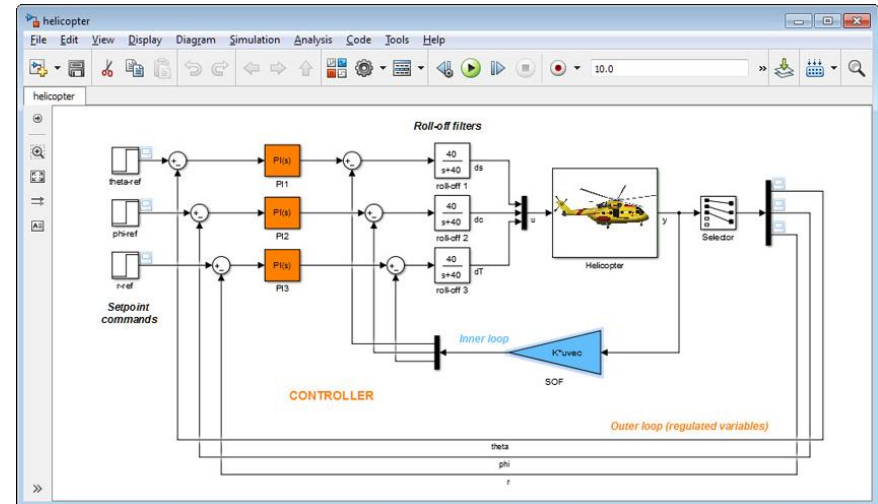 helicopter
File Edit View Display Diagram Simulation Analysis Code Tools Help
10.0
helicopter
Roll-off filters
theta-ref
PI(s)
PI1
40
s+40
roll-off 1
ds
phi-ref
PI(s)
PI2
40
s+40
roll-off 2
dc
r-ref
PI(s)
PI3
40
s+40
roll-off 3
dT
u
Helicopter
y
Selector
Setpoint
commands
Inner loop
K*uvec
SOF
CONTROLLER
Outer loop (regulated variables)
theta
phi
r